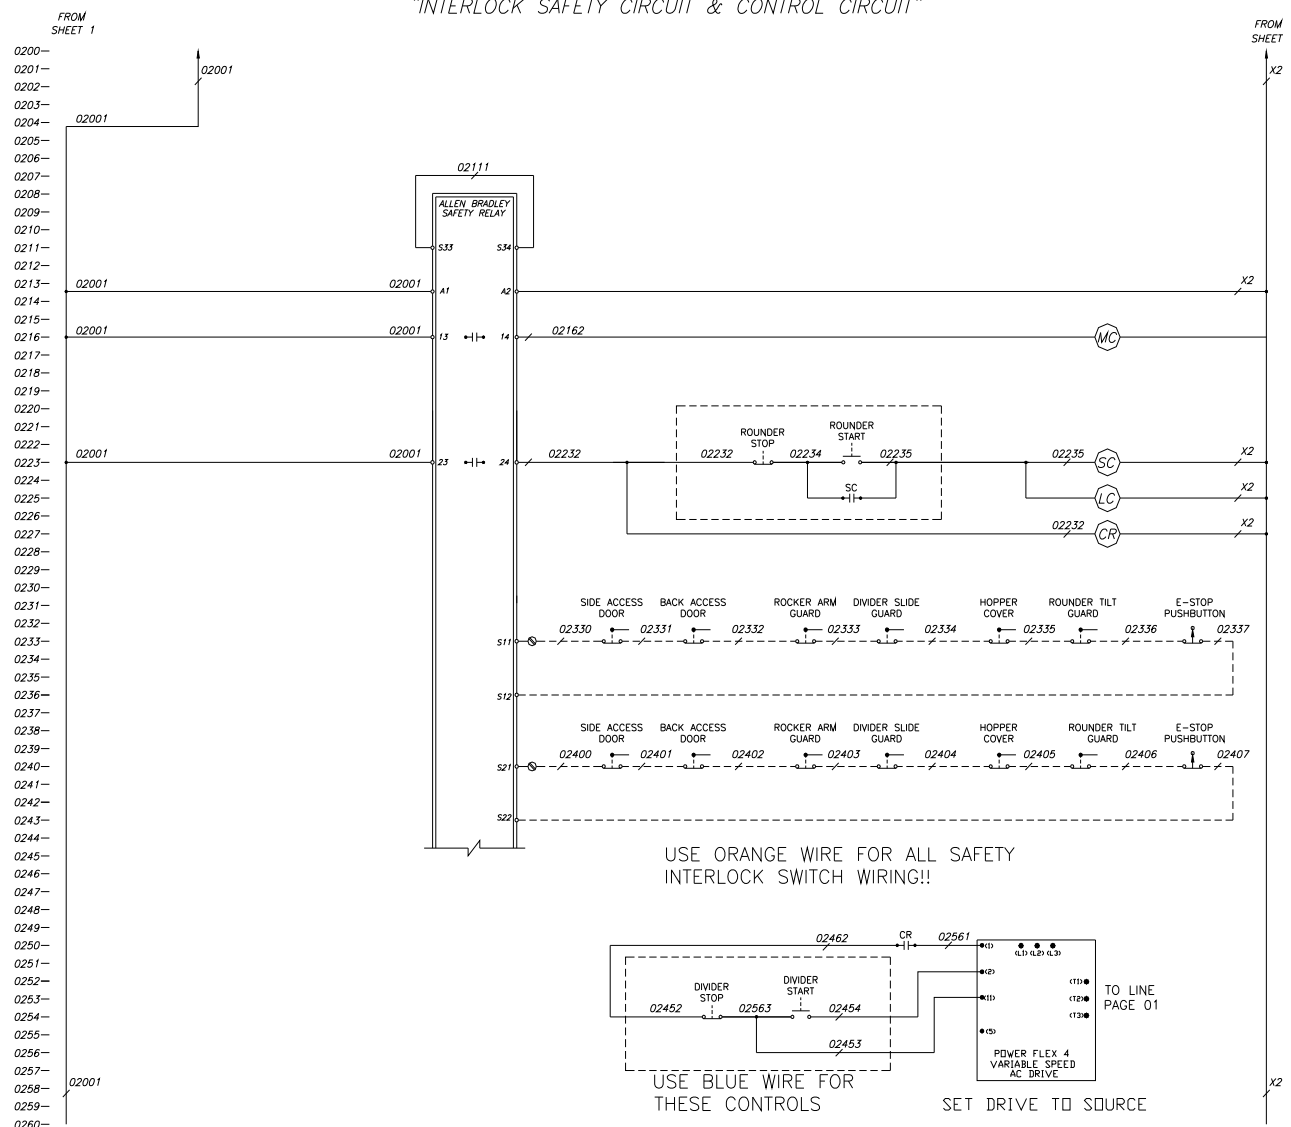 "INTERLOCK SAFETY CIRCUIT & CONTROL CIRCUIT"
FROM
SHEET 1
FROM
SHEET
0200
0201
02001
X2
0202
0203
0204
02001
0205
0206
0207
02111
0208
0209
ALLEN BRADLEY
SAFETY RELAY
0210
0211
S33
S34
0212
0213
02001
02001
A1
A2
X2
0214
0215
0216
02001
02001
13
14
02162
MC
0217
0218
0219
0220
0221
0222
ROUNDER
STOP
ROUNDER
START
0223
02001
02001
23
24
02232
02232
02234
02235
02235
SC
X2
0224
0225
SC
LC
X2
0226
0227
02232
CR
X2
0228
0229
0230
0231
0232
SIDE ACCESS
DOOR
BACK ACCESS
DOOR
ROCKER ARM
GUARD
DIVIDER SLIDE
GUARD
HOPPER
COVER
ROUNDER TILT
GUARD
E-STOP
PUSHBUTTON
0233
S11
02330
02331
02332
02333
02334
02335
02336
02337
0234
0235
0236
S12
0237
0238
0239
SIDE ACCESS
DOOR
BACK ACCESS
DOOR
ROCKER ARM
GUARD
DIVIDER SLIDE
GUARD
HOPPER
COVER
ROUNDER TILT
GUARD
E-STOP
PUSHBUTTON
0240
S21
02400
02401
02402
02403
02404
02405
02406
02407
0241
0242
0243
S22
0244
0245
0246
0247
USE ORANGE WIRE FOR ALL SAFETY
INTERLOCK SWITCH WIRING!!
0248
0249
0250
02462
CR
02561
(1)
(L1) (L2) (L3)
0251
0252
(2)
(T1)
0253
DIVIDER
STOP
DIVIDER
START
(11)
(T2)
TO LINE
PAGE 01
0254
02452
02563
02454
(T3)
0255
(5)
0256
02453
POWER FLEX 4
VARIABLE SPEED
AC DRIVE
0257
0258
02001
X2
0259
0260
USE BLUE WIRE FOR
THESE CONTROLS
SET DRIVE TO SOURCE